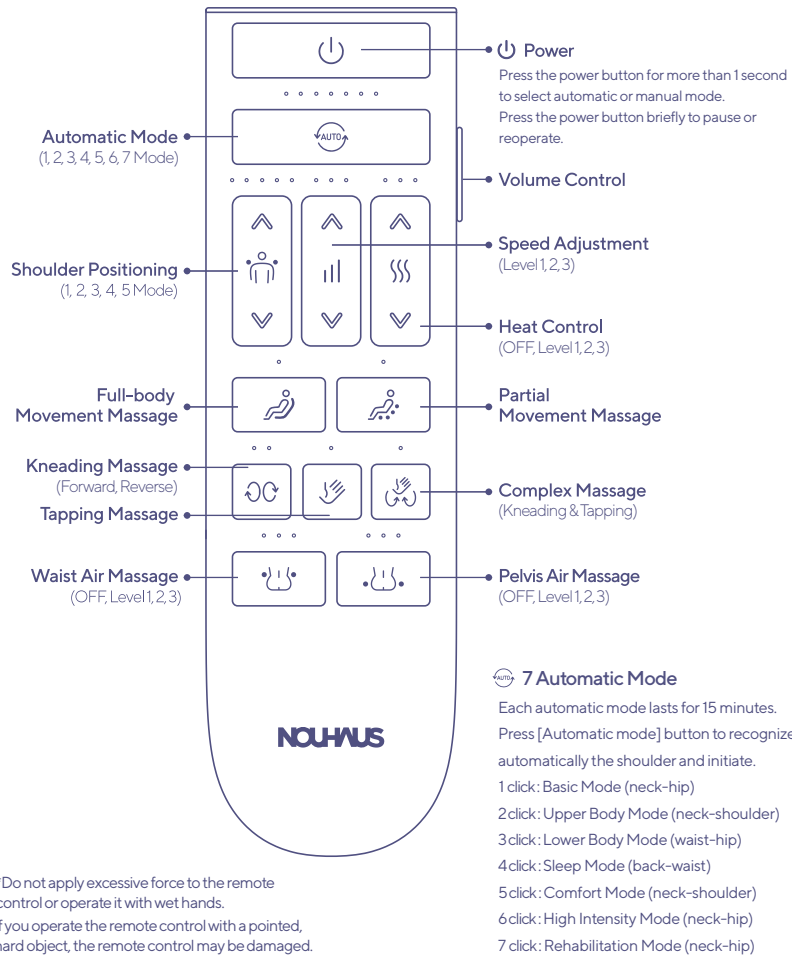 Power
Press the power button for more than 1 second
to select automatic or manual mode.
Press the power button briefly to pause or
reoperate.
AUTO
Automatic Mode
(1, 2, 3, 4, 5, 6, 7 Mode)
Volume Control
Speed Adjustment
(Level 1, 2, 3)
Shoulder Positioning
(1, 2, 3, 4, 5 Mode)
Heat Control
(OFF, Level 1, 2, 3)
Full-body
Movement Massage
Partial
Movement Massage
Kneading Massage
(Forward, Reverse)
Tapping Massage
Complex Massage
(Kneading & Tapping)
Waist Air Massage
(OFF, Level 1, 2, 3)
Pelvis Air Massage
(OFF, Level 1, 2, 3)
NOUHAUS
AUTO 7 Automatic Mode
Each automatic mode lasts for 15 minutes.
Press [Automatic mode] button to recognize
automatically the shoulder and initiate.
1 click : Basic Mode (neck-hip)
2 click : Upper Body Mode (neck-shoulder)
3 click : Lower Body Mode (waist-hip)
4 click : Sleep Mode (back-waist)
5 click : Comfort Mode (neck-shoulder)
6 click : High Intensity Mode (neck-hip)
7 click : Rehabilitation Mode (neck-hip)
Do not apply excessive force to the remote
control or operate it with wet hands.
f you operate the remote control with a pointed,
hard object, the remote control may be damaged.